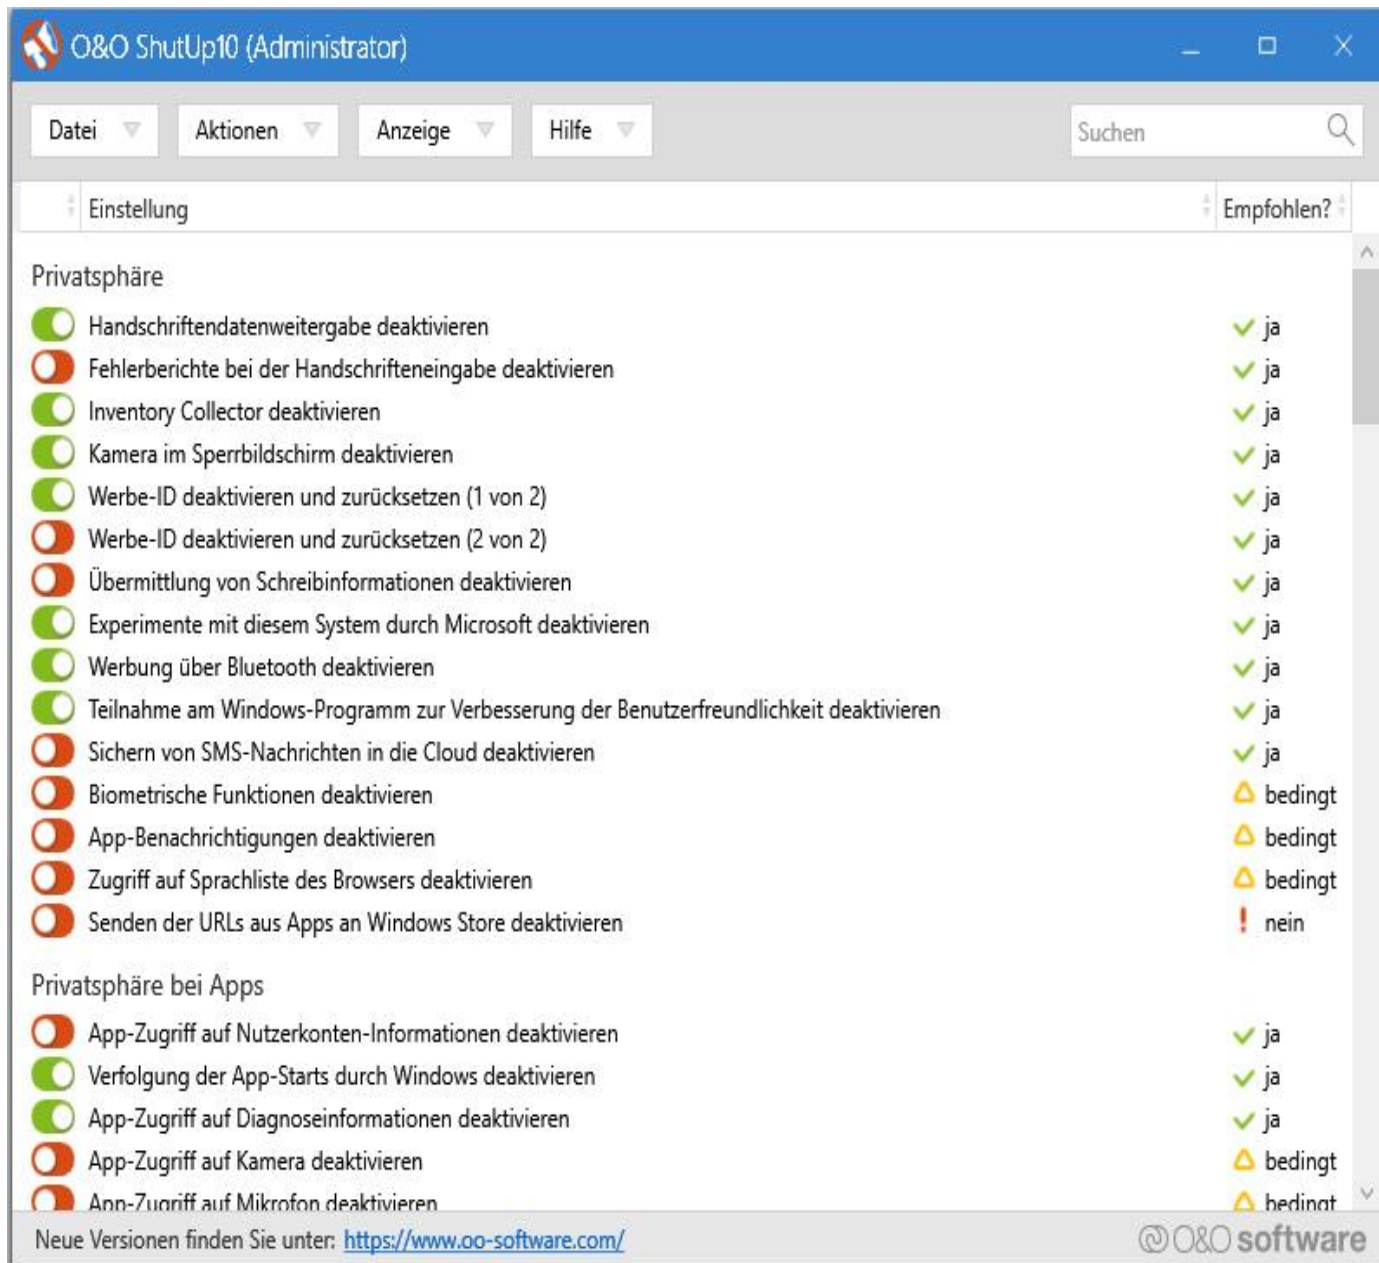 O&O ShutUp10 (Administrator)
Datei Aktionen Anzeige Hilfe Suchen
Einstellung Empfohlen?
Privatsphäre
Handschriftendatenweitergabe deaktivieren ja
Fehlerberichte bei der Handschrifteneingabe deaktivieren ja
Inventory Collector deaktivieren ja
Kamera im Sperrbildschirm deaktivieren ja
Werbe-ID deaktivieren und zurücksetzen (1 von 2) ja
Werbe-ID deaktivieren und zurücksetzen (2 von 2) ja
Übermittlung von Schreibinformationen deaktivieren ja
Experimente mit diesem System durch Microsoft deaktivieren ja
Werbung über Bluetooth deaktivieren ja
Teilnahme am Windows-Programm zur Verbesserung der Benutzerfreundlichkeit deaktivieren ja
Sichern von SMS-Nachrichten in die Cloud deaktivieren ja
Biometrische Funktionen deaktivieren bedingt
App-Benachrichtigungen deaktivieren bedingt
Zugriff auf Sprachliste des Browsers deaktivieren bedingt
Senden der URLs aus Apps an Windows Store deaktivieren nein
Privatsphäre bei Apps
App-Zugriff auf Nutzerkonten-Informationen deaktivieren ja
Verfolgung der App-Starts durch Windows deaktivieren ja
App-Zugriff auf Diagnoseinformationen deaktivieren ja
App-Zugriff auf Kamera deaktivieren bedingt
App-Zugriff auf Mikrofon deaktivieren bedingt
Neue Versionen finden Sie unter: https://www.oo-software.com/ O&O software